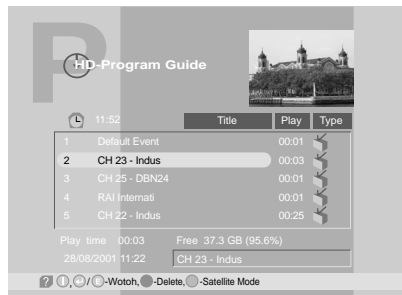 P
HD-Program Guide
11:52 Title Play Type
1 Default Event 00:01
2 CH 23 - Indus 00:03
3 CH 25 - DBN24 00:01
4 RAI Internati 00:01
5 CH 22 - Indus 00:25
Play time 00:03 Free 37.3 GB (95.6%)
28/08/2001 11:22 CH 23 - Indus
? / -Wotoh, -Delete, -Satellite Mode